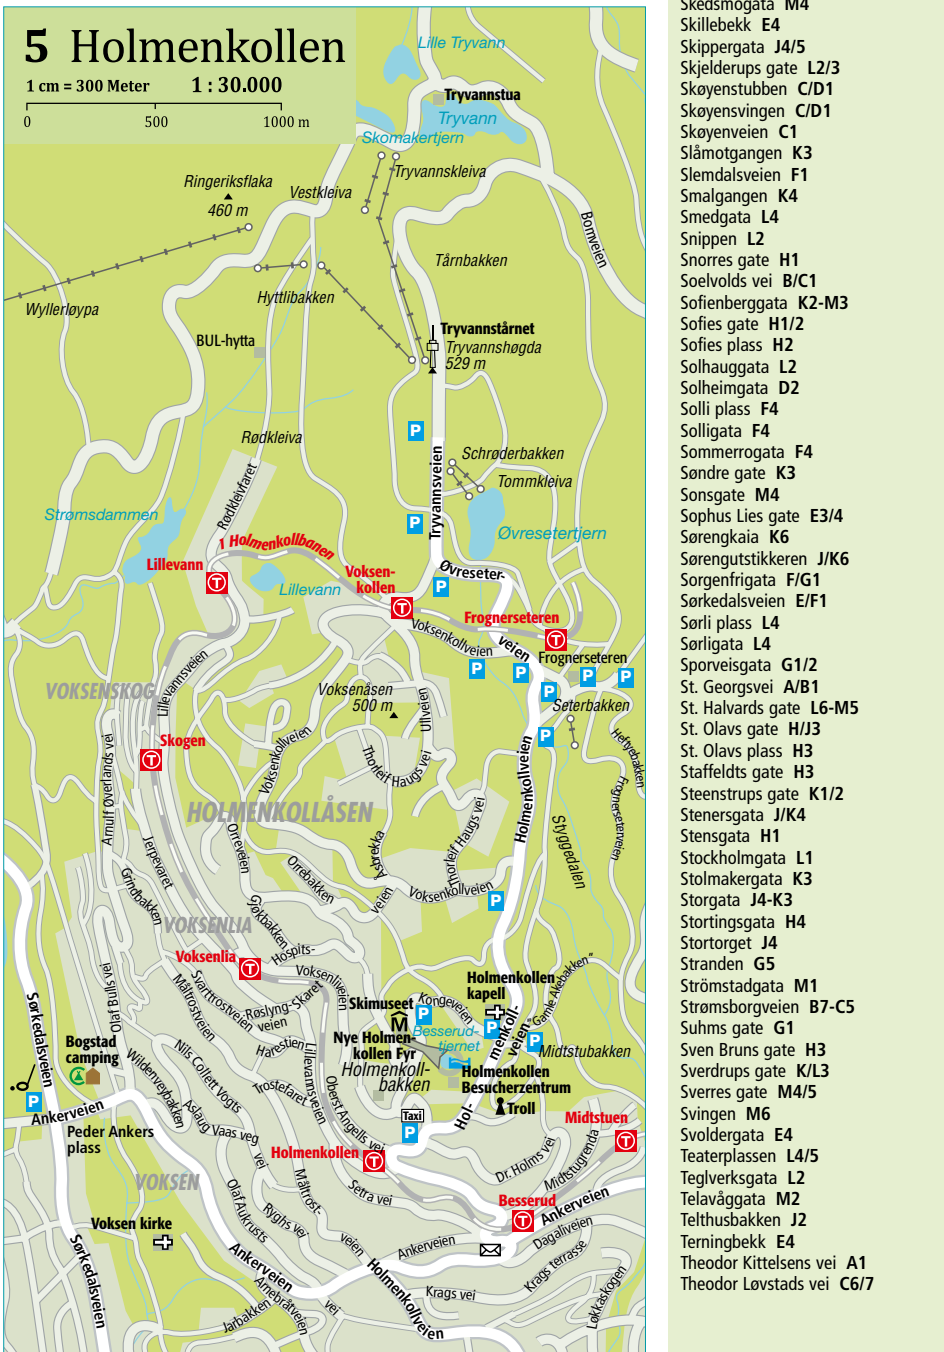 5 Holmenkollen
1 cm = 300 Meter 1 : 30.000
0 500 1000 m
Lille Tryvann
Tryvannstua
Tryvann
Skomakertjern
Tryvannskleiva
Ringeriksflaka
460 m
Vestkleiva
Bomveien
Tårnbakken
Wyllerløypa
Hyttlibakken
BUL-hytta
Tryvannstårnet
Tryvannshøgda
529 m
Rødkleiva
P
Tryvannsveien
Schrøderbakken
Tommkleiva
Rødkleivfaret
Strømsdammen
P
Øvresetertjern
1 Holmenkollbanen
Lillevann
T
Lillevann
Voksen-
kollen
T
P
Øvreseter-
veien
Frognerseteren
T
Voksenkollveien
P
P
Frognerseteren
P
P
P
Seterbakken
P
VOKSENSKOG
Lillevannsveien
Voksenåsen
500 m
Ullveien
Heftyebakken
Skogen
T
Arnulf Øverlands vei
Voksenkollveien
Thorleif Haugs vei
Holmenkollveien
Frognerseterveien
HOLMENKOLLÅSEN
Jerpeveret
Orreveien
Asbrekka
Thorleif Haugs vei
Styggedalen
Grindbakken
Orrebakken
veien
Voksenkollveien
P
VOKSENLIA
Gjøkbakken
Hospits-
Voksenlia
T
Voksenliveien
Holmenkollen
kapell
"Gamle Åkebakken"
Sørkedalsveien
Olaf Bulls vei
Måltrostveien
Svarttrostveien
Røslyng-Skaret
veien
Skimuseet
M
Kongeveien
P
P
P
menkoll-
veien
Bogstad
camping
Nye Holmen-
kollen Fyr
Besserud-
tjernet
Midtstubakken
Holmenkoll-
bakken
Holmenkollen
Besucherzentrum
Harestien
Nils Collett Vogts
vei
Wildenveybakken
Trostefaret
Lillevannsveien
Oberst Angells vei
Troll
Hol-
P
Ankerveien
Aslaug Vaas veg
Taxi
P
Midtstuen
T
Peder Ankers
plass
Holmenkollen
T
Dr. Holms vei
Midtstugrenda
VOKSEN
Olaf Aukrusts
vei
Ryghs vei
Måltrost-
veien
Setra vei
Besserud
T
Ankerveien
Voksen kirke
Ankerveien
Dagaliveien
Sørkedalsveien
Ankerveien
Holmenkollveien
Krags vei
Krags terrasse
Løkkaskogen
Arnebråtveien
Jarbakken
Skedsmogata M4
Skillebekk E4
Skippergata J4/5
Skjelderups gate L2/3
Skøyenstubben C/D1
Skøyensvingen C/D1
Skøyenveien C1
Slåmotgangen K3
Slemdalsveien F1
Smalgangen K4
Smedgata L4
Snippen L2
Snorres gate H1
Soelvolds vei B/C1
Sofienberggata K2-M3
Sofies gate H1/2
Sofies plass H2
Solhauggata L2
Solheimgata D2
Solli plass F4
Solligata F4
Sommerrogata F4
Søndre gate K3
Sonsgate M4
Sophus Lies gate E3/4
Sørengkaia K6
Sørengutstikkeren J/K6
Sorgenfrigata F/G1
Sørkedalsveien E/F1
Sørli plass L4
Sørligata L4
Sporveisgata G1/2
St. Georgsvei A/B1
St. Halvards gate L6-M5
St. Olavs gate H/J3
St. Olavs plass H3
Staffeldts gate H3
Steenstrups gate K1/2
Stenersgata J/K4
Stensgata H1
Stockholmgata L1
Stolmakergata K3
Storgata J4-K3
Stortingsgata H4
Stortorget J4
Stranden G5
Strömstadgata M1
Strømsborgveien B7-C5
Suhms gate G1
Sven Bruns gate H3
Sverdrups gate K/L3
Sverres gate M4/5
Svingen M6
Svoldergata E4
Teaterplassen L4/5
Teglverksgata L2
Telavåggata M2
Telthusbakken J2
Terningbekk E4
Theodor Kittelsens vei A1
Theodor Løvstads vei C6/7